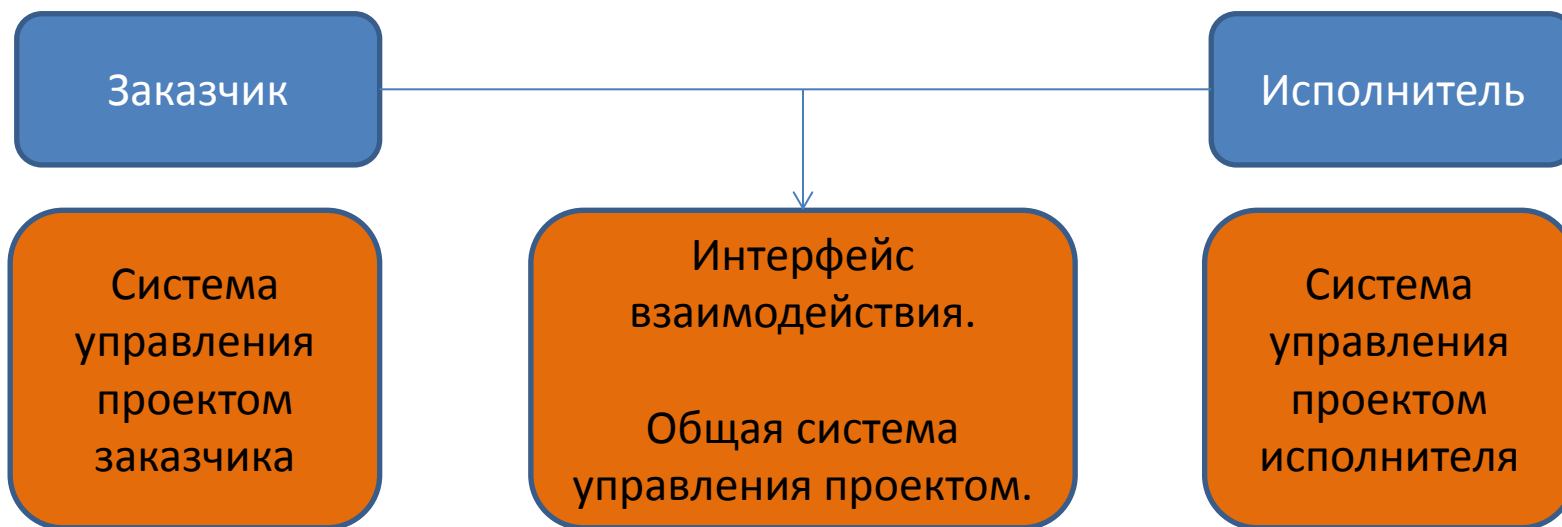 Заказчик
Исполнитель
Система
управления
проектом
заказчика
Интерфейс
взаимодействия.
Общая система
управления проектом.
Система
управления
проектом
исполнителя